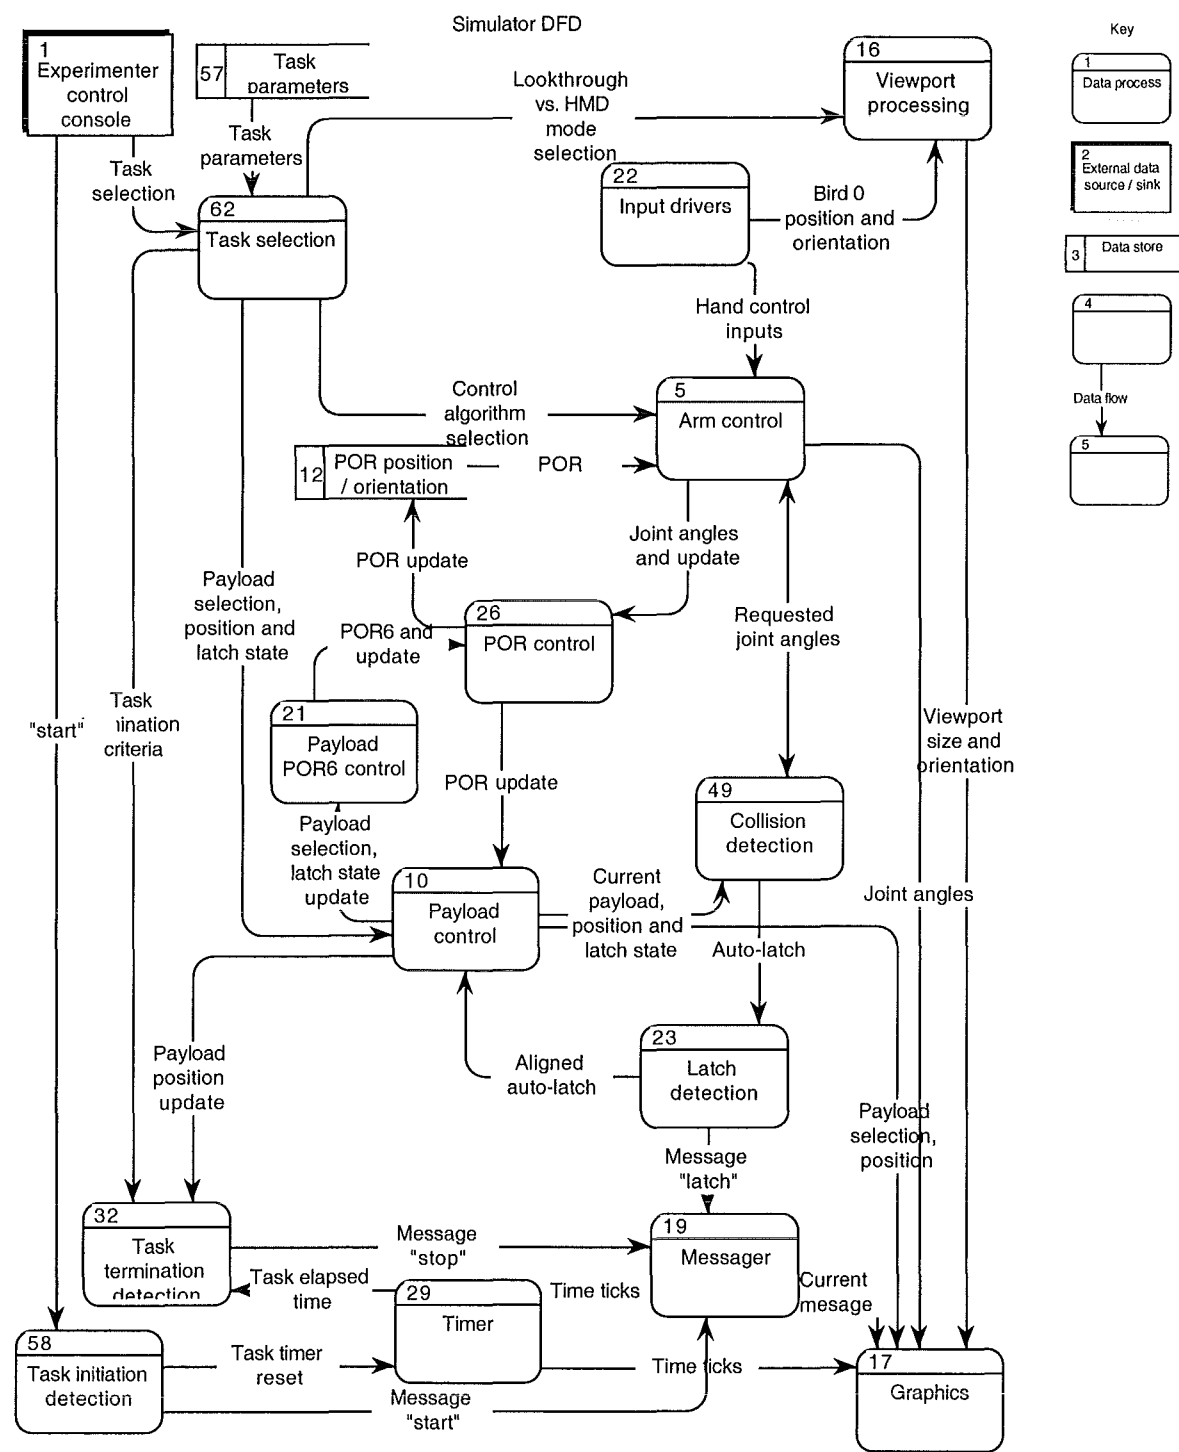 Simulator DFD
1
Experimenter
control
console
57
Task
parameters
Task
parameters
Task
selection
62
Task selection
Lookthrough
vs. HMD
mode
selection
16
Viewport
processing
22
Input drivers
Bird 0
position and
orientation
Hand control
inputs
Control
algorithm
selection
5
Arm control
12
POR position
/ orientation
POR
Joint angles
and update
POR update
26
POR control
POR6 and
update
Payload
selection,
position and
latch state
Requested
joint angles
21
Payload
POR6 control
"start"
Task
criteria
Viewport
size and
orientation
POR update
49
Collision
detection
Payload
selection,
latch state
update
10
Payload
control
Current
payload,
position and
latch state
Joint angles
Auto-latch
23
Latch
detection
Aligned
auto-latch
Payload
position
update
Payload
selection,
position
Message
"latch"
32
Task
termination
detection
Message
"stop"
19
Messager
Task elapsed
time
29
Timer
Time ticks
Current
mesage
58
Task initiation
detection
Task timer
reset
Time ticks
Message
"start"
17
Graphics
Key
1
Data process
2
External data
source / sink
3
Data store
4
Data flow
5